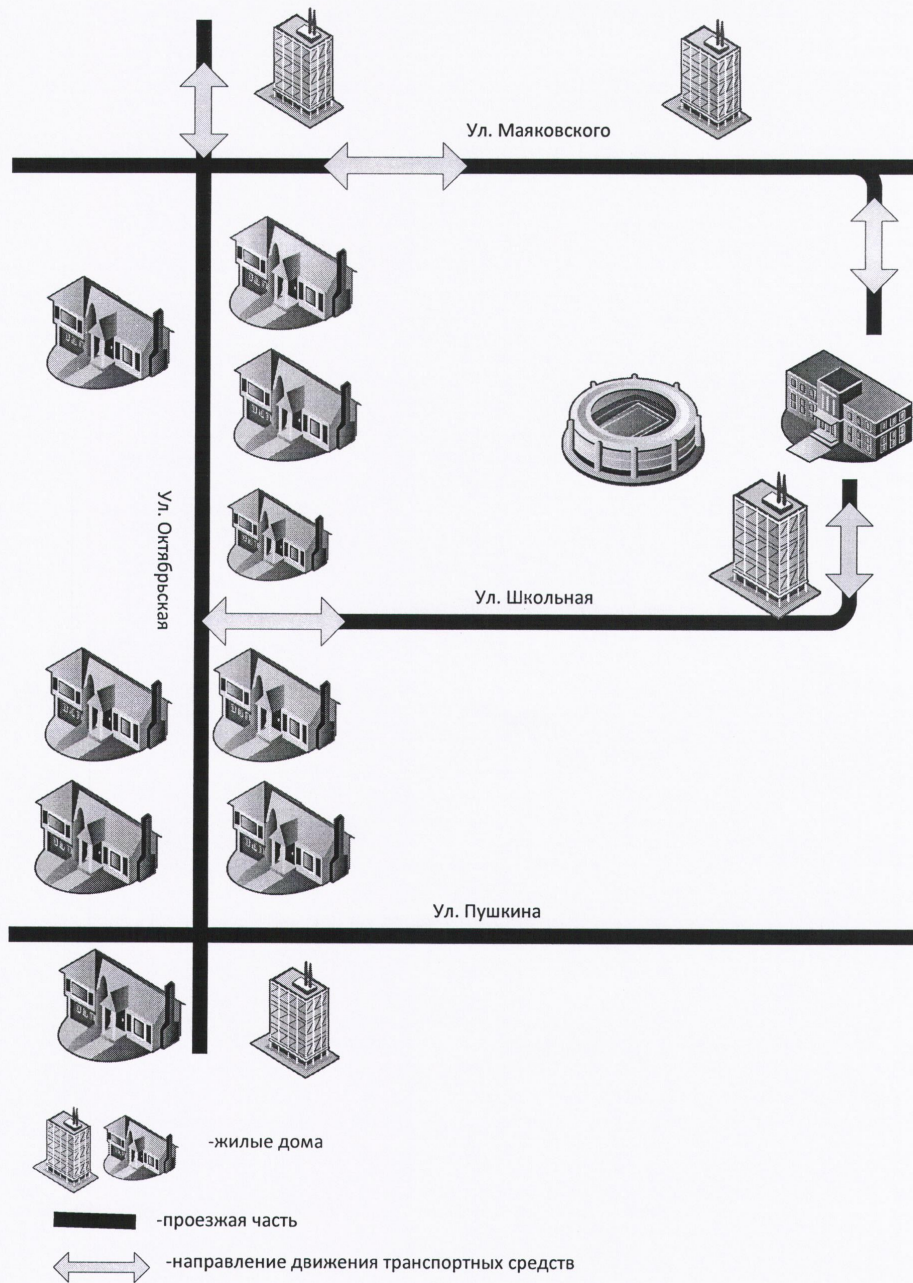 Ул. Маяковского
Ул. Октябрьская
Ул. Школьная
Ул. Пушкина
-жилые дома
-проезжая часть
-направление движения транспортных средств